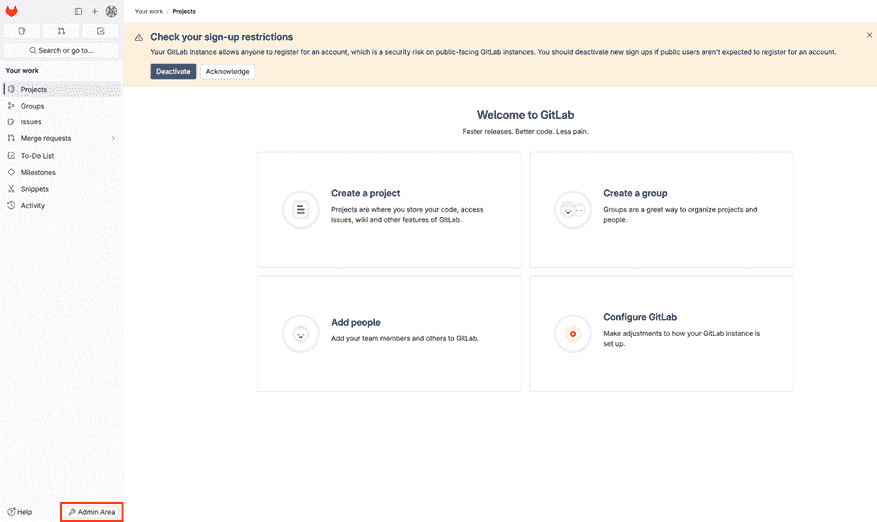 Your work / Projects
Search or go to...
Your work
Projects
Groups
Issues
Merge requests
To-Do List
Milestones
Snippets
Activity
Help
Admin Area
Check your sign-up restrictions
Your GitLab instance allows anyone to register for an account, which is a security risk on public-facing GitLab instances. You should deactivate new sign ups if public users aren't expected to register for an account.
Deactivate
Acknowledge
Welcome to GitLab
Faster releases. Better code. Less pain.
Create a project
Projects are where you store your code, access
issues, wiki and other features of GitLab.
Create a group
Groups are a great way to organize projects and
people.
Add people
Add your team members and others to GitLab.
Configure GitLab
Make adjustments to how your GitLab instance is
set up.